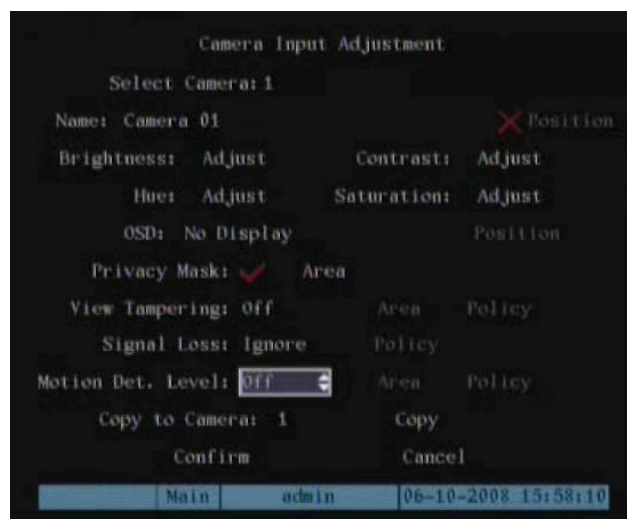 Camera Input Adjustment
Select Camera: 1
Name: Camera 01 Position
Brightness: Adjust Contrast: Adjust
Hue: Adjust Saturation: Adjust
OSD: No Display Position
Privacy Mask: Area
View Tampering: Off Area Policy
Signal Loss: Ignore Policy
Motion Det. Level: Off Area Policy
Copy to Camera: 1 Copy
Confirm Cancel
Main admin 06-10-2008 15:58:10